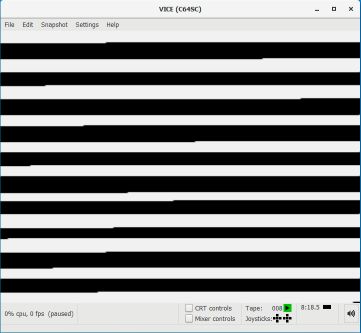 VICE (C64SC)
File Edit Snapshot Settings Help
0% cpu, 0 fps (paused)
CRT controls
Mixer controls
Tape: 008
Joysticks:
8:18.5